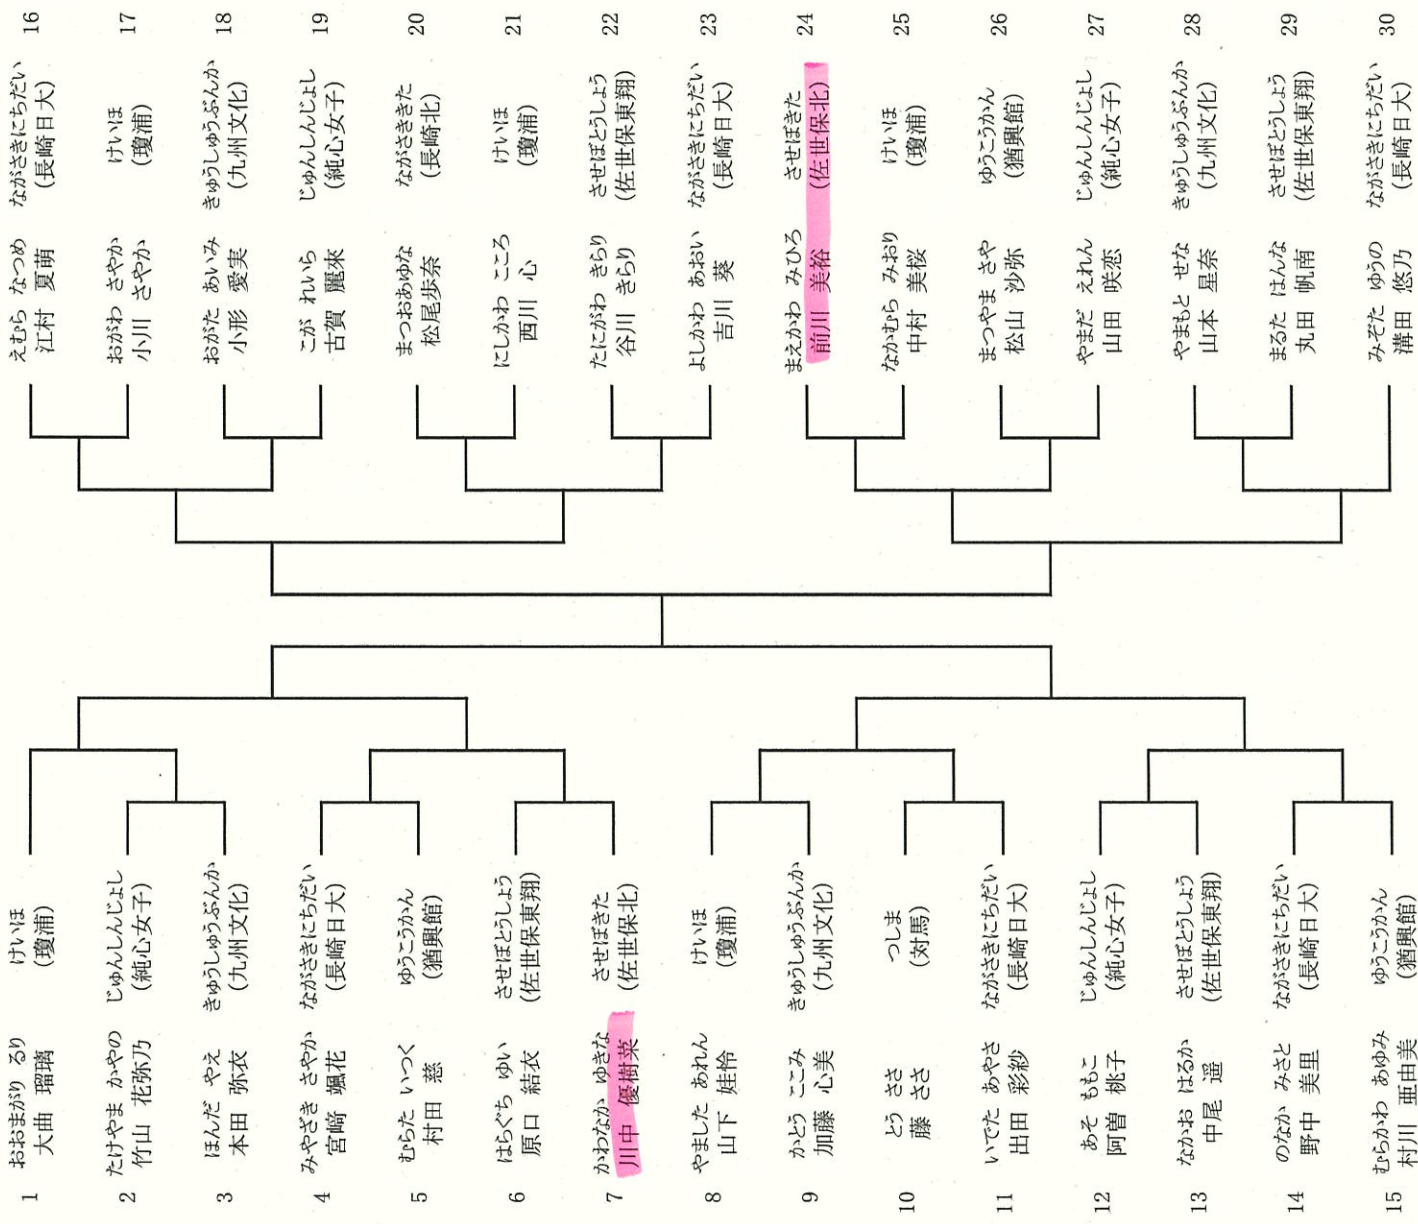 1
おおまがり るり
大曲 瑠璃
けいほ
(瓊浦)
2
たけやま かやの
竹山 花弥乃
じゅんしんじょし
(純心女子)
3
ほんだ やえ
本田 弥衣
きゅうしゅうぶんか
(九州文化)
4
みやざき さやか
宮﨑 颯花
ながさきにちだい
(長崎日大)
5
むらた いつく
村田 慈
ゆうこうかん
(猶興館)
6
はらぐち ゆい
原口 結衣
させぼとうしょう
(佐世保東翔)
7
かわなか ゆきな
川中 優樹菜
させぼきた
(佐世保北)
8
やました あれん
山下 娃怜
けいほ
(瓊浦)
9
かとう ここみ
加藤 心美
きゅうしゅうぶんか
(九州文化)
10
とう ささ
藤 ささ
つしま
(対馬)
11
いでた あやさ
出田 彩紗
ながさきにちだい
(長崎日大)
12
あそ ももこ
阿曽 桃子
じゅんしんじょし
(純心女子)
13
なかお はるか
中尾 遥
させぼとうしょう
(佐世保東翔)
14
のなか みさと
野中 美里
ながさきにちだい
(長崎日大)
15
むらかわ あゆみ
村川 亜由美
ゆうこうかん
(猶興館)
16
えむら なつめ
江村 夏萌
ながさきにちだい
(長崎日大)
17
おがわ さやか
小川 さやか
けいほ
(瓊浦)
18
おがた あいみ
小形 愛実
きゅうしゅうぶんか
(九州文化)
19
こが れいら
古賀 麗來
じゅんしんじょし
(純心女子)
20
まつおあゆな
松尾歩奈
ながさききた
(長崎北)
21
にしかわ こころ
西川 心
けいほ
(瓊浦)
22
たにがわ きらり
谷川 きらり
させぼとうしょう
(佐世保東翔)
23
よしかわ あおい
吉川 葵
ながさきにちだい
(長崎日大)
24
まえかわ みひろ
前川 美裕
させぼきた
(佐世保北)
25
なかむら みおり
中村 美桜
けいほ
(瓊浦)
26
まつやま さや
松山 沙弥
ゆうこうかん
(猶興館)
27
やまだ えれん
山田 咲恋
じゅんしんじょし
(純心女子)
28
やまもと せな
山本 星奈
きゅうしゅうぶんか
(九州文化)
29
まるた はんな
丸田 帆南
させぼとうしょう
(佐世保東翔)
30
みぞた ゆうの
溝田 悠乃
ながさきにちだい
(長崎日大)